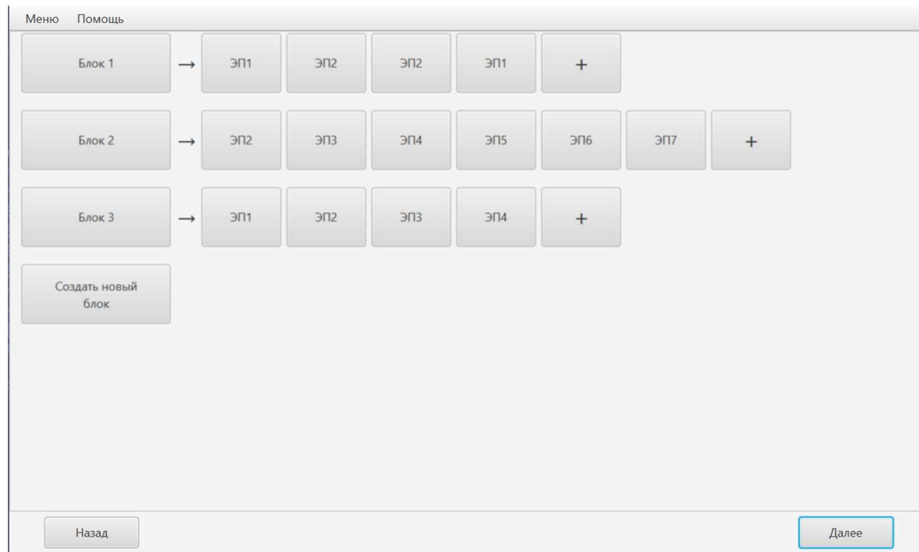 Меню Помощь
Блок 1 → ЭП1 ЭП2 ЭП2 ЭП1 +
Блок 2 → ЭП2 ЭП3 ЭП4 ЭП5 ЭП6 ЭП7 +
Блок 3 → ЭП1 ЭП2 ЭП3 ЭП4 +
Создать новый
блок
Назад Далее